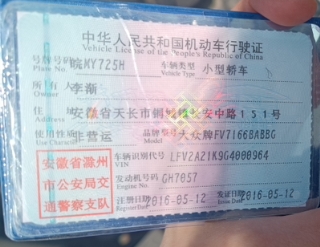 中华人民共和国机动车行驶证
Vehicle License of the People's Republic of China
号牌号码 皖MY725H 车辆类型 小型轿车
Plate No. Vehicle Type
所有人 李渐
Owner
住址 安徽省天长市铜城镇长安中路151号
Address
使用性质 非营运 品牌型号 大众牌FV7166BABBG
Model
安徽省滁州市公安局交通警察支队
车辆识别代号 LFV2A21K9G4000964
VIN
发动机号码 GH7057
Engine No.
注册日期 2016-05-12 发证日期 2016-05-12
Register Date Issue Date